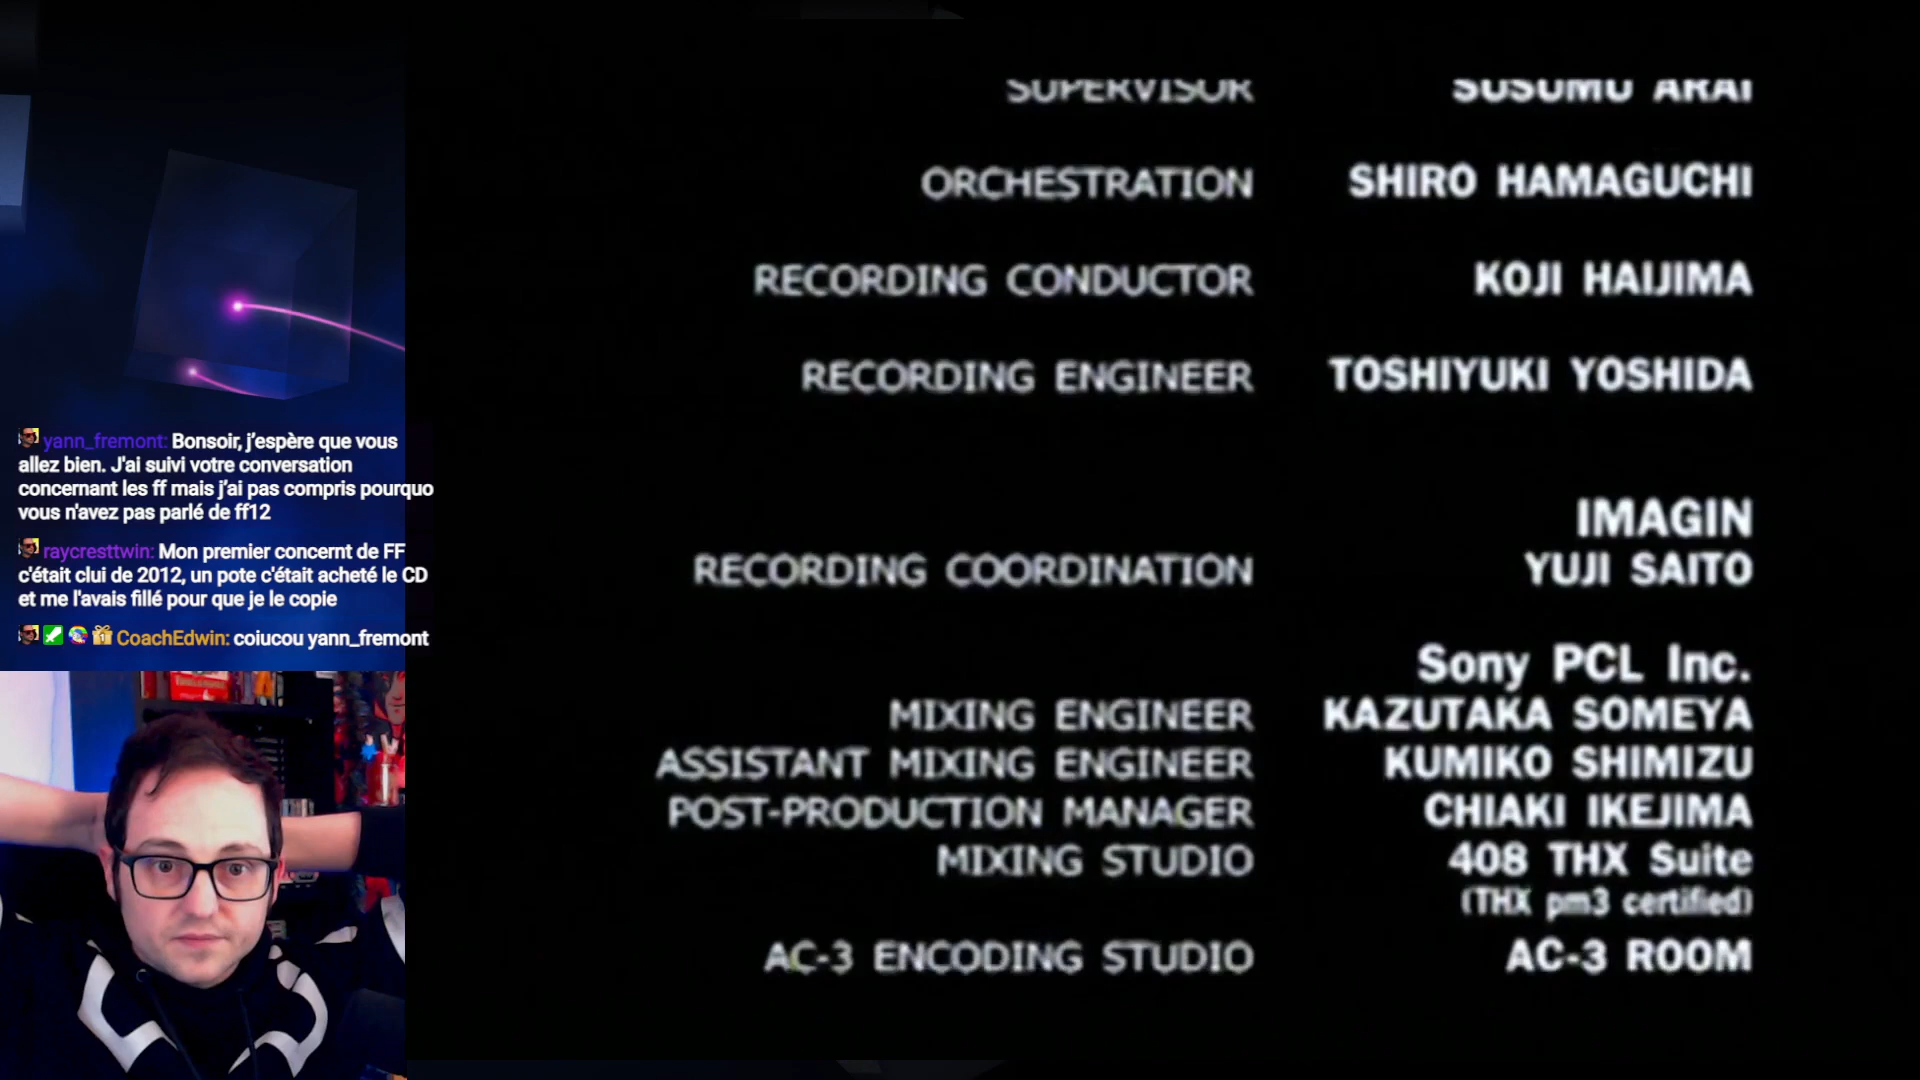 SUPERVISOR SUSUMU ARAI
ORCHESTRATION SHIRO HAMAGUCHI
RECORDING CONDUCTOR KOJI HAIJIMA
RECORDING ENGINEER TOSHIYUKI YOSHIDA
IMAGIN
RECORDING COORDINATION YUJI SAITO
Sony PCL Inc.
MIXING ENGINEER KAZUTAKA SOMEYA
ASSISTANT MIXING ENGINEER KUMIKO SHIMIZU
POST-PRODUCTION MANAGER CHIAKI IKEJIMA
MIXING STUDIO 408 THX Suite
(THX pm3 certified)
AC-3 ENCODING STUDIO AC-3 ROOM
yann_fremont: Bonsoir, j'espère que vous
allez bien. J'ai suivi votre conversation
concernant les ff mais j'ai pas compris pourquo
vous n'avez pas parlé de ff12
raycresttwin: Mon premier concernt de FF
c'était clui de 2012, un pote c'était acheté le CD
et me l'avais fillé pour que je le copie
CoachEdwin: coiucou yann_fremont